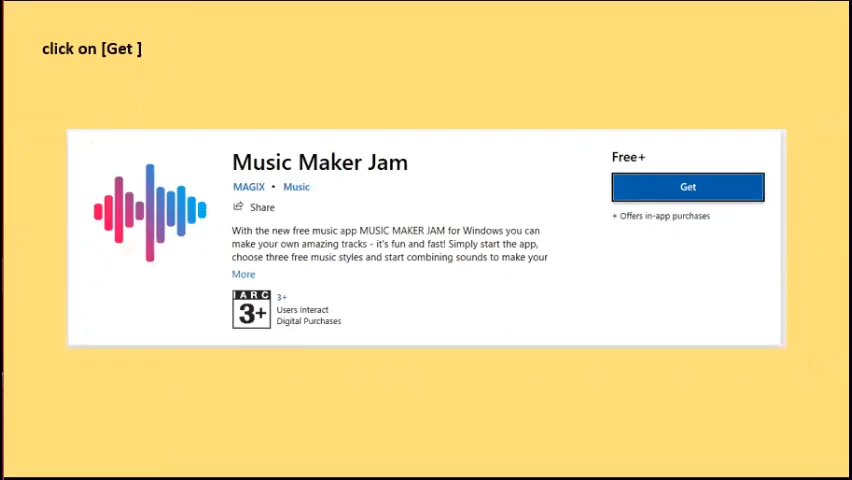 click on [Get ]
Music Maker Jam
Free+
MAGIX • Music
Get
Share
+ Offers in-app purchases
With the new free music app MUSIC MAKER JAM for Windows you can
make your own amazing tracks - it's fun and fast! Simply start the app,
choose three free music styles and start combining sounds to make your
More
IARC
3+
3+
Users Interact
Digital Purchases